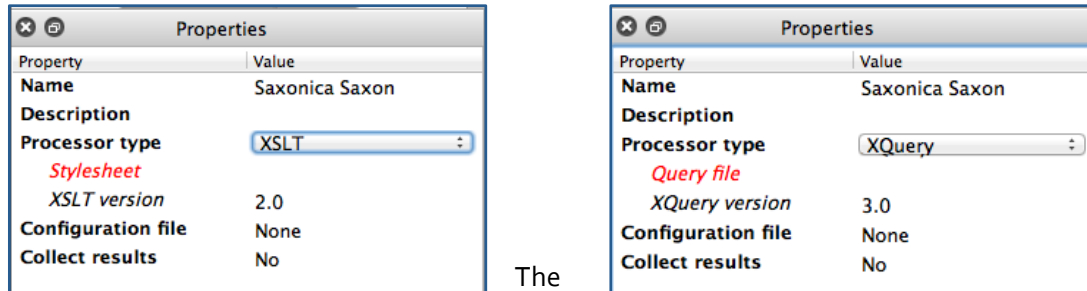 Properties
Property Value
Name Saxonica Saxon
Description
Processor type XSLT
Stylesheet
XSLT version 2.0
Configuration file None
Collect results No
The
Properties
Property Value
Name Saxonica Saxon
Description
Processor type XQuery
Query file
XQuery version 3.0
Configuration file None
Collect results No